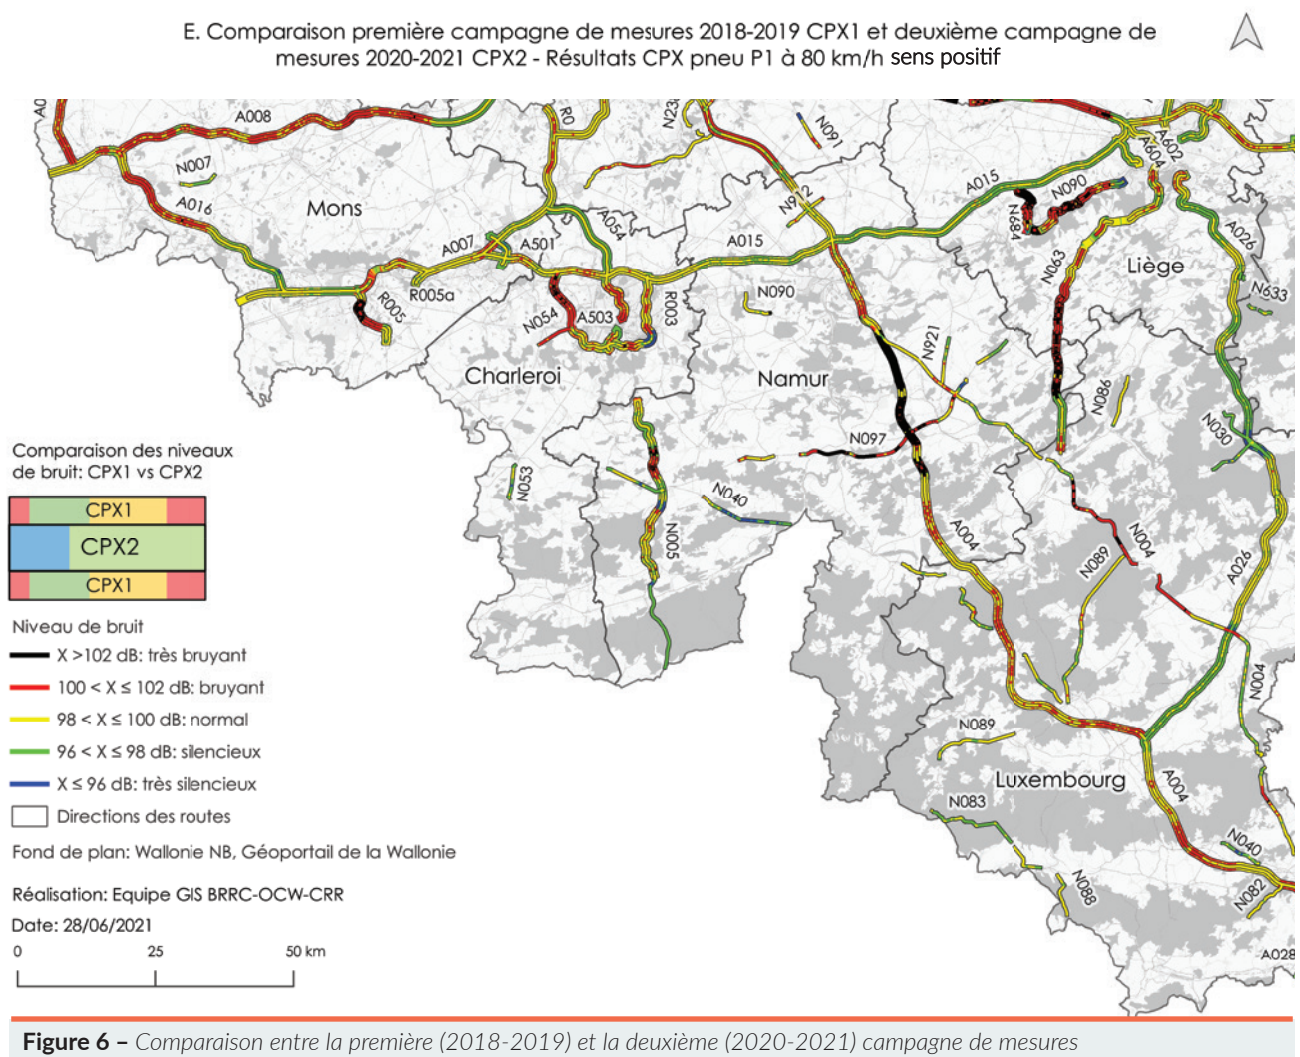 E. Comparaison première campagne de mesures 2018-2019 CPX1 et deuxième campagne de
mesures 2020-2021 CPX2 - Résultats CPX pneu P1 à 80 km/h sens positif
A008
R0
N091
N007
A604
A602
Mons
A016
N912
A015
N090
N684
A054
A007
A501
A015
A026
N063
Liège
R005a
N090
R003
N633
R005
N054
A503
N921
Charleroi
Namur
N086
N097
N030
N053
N040
N005
A004
N004
N089
A026
N004
N089
Luxembourg
A004
N083
N040
N088
N082
A028
Comparaison des niveaux
de bruit: CPX1 vs CPX2
CPX1
CPX2
CPX1
Niveau de bruit
X >102 dB: très bruyant
100 < X ≤ 102 dB: bruyant
98 < X ≤ 100 dB: normal
96 < X ≤ 98 dB: silencieux
X ≤ 96 dB: très silencieux
Directions des routes
Fond de plan: Wallonie NB, Géoportail de la Wallonie
Réalisation: Equipe GIS BRRC-OCW-CRR
Date: 28/06/2021
0 25 50 km
Figure 6 – Comparaison entre la première (2018-2019) et la deuxième (2020-2021) campagne de mesures